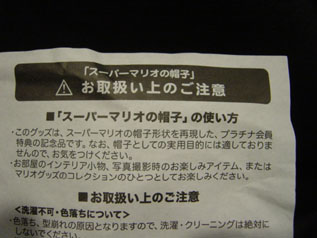 「スーパーマリオの帽子」
お取扱い上のご注意
■「スーパーマリオの帽子」の使い方
・このグッズは、スーパーマリオの帽子形状を再現した、プラチナ会員
特典の記念品です。なお、帽子としての実用目的には適しておりま
せんので、お気をつけください。
・お部屋のインテリア小物、写真撮影時のお楽しみアイテム、または
マリオグッズのコレクションのひとつとしてお楽しみください。
■お取扱い上のご注意
<洗濯不可・色落ちについて>
・色落ち、型崩れの原因となりますので、洗濯・クリーニングは絶対に
しないでください。